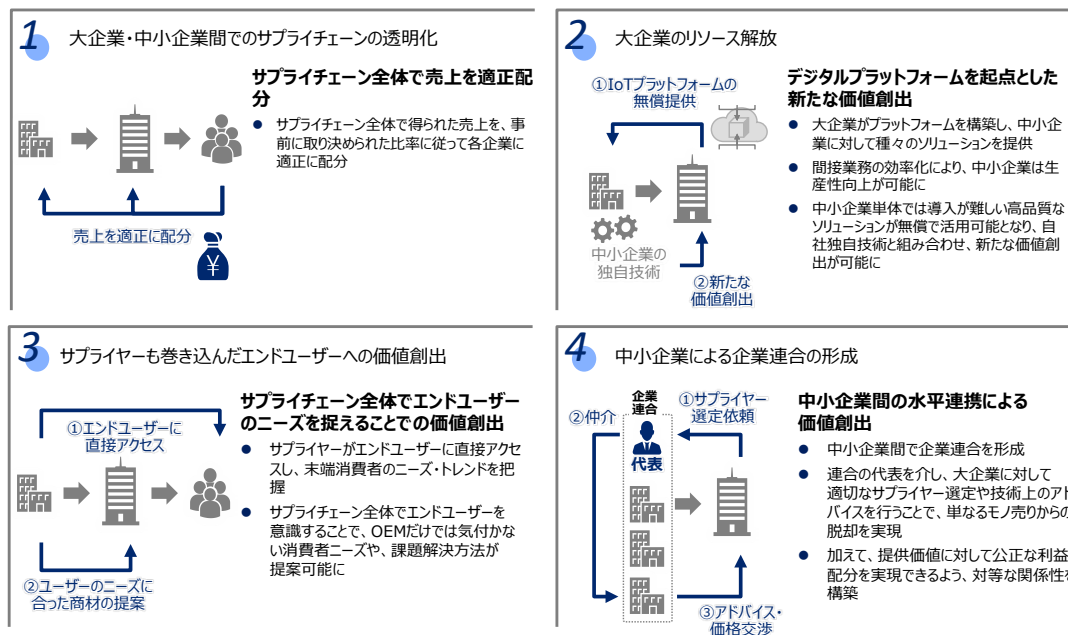 1
大企業・中小企業間でのサプライチェーンの透明化
サプライチェーン全体で売上を適正配
分
● サプライチェーン全体で得られた売上を、事
前に取り決められた比率に従って各企業に
適正に配分
売上を適正に配分
¥
2
大企業のリソース解放
①IoTプラットフォームの
無償提供
中小企業の
独自技術
②新たな
価値創出
デジタルプラットフォームを起点とした
新たな価値創出
● 大企業がプラットフォームを構築し、中小企
業に対して種々のソリューションを提供
● 間接業務の効率化により、中小企業は生
産性向上が可能に
● 中小企業単体では導入が難しい高品質な
ソリューションが無償で活用可能となり、自
社独自技術と組み合わせ、新たな価値創
出が可能に
3
サプライヤーも巻き込んだエンドユーザーへの価値創出
①エンドユーザーに
直接アクセス
②ユーザーのニーズに
合った商材の提案
サプライチェーン全体でエンドユーザー
のニーズを捉えることでの価値創出
● サプライヤーがエンドユーザーに直接アクセ
スし、末端消費者のニーズ・トレンドを把
握
● サプライチェーン全体でエンドユーザーを
意識することで、OEMだけでは気付かな
い消費者ニーズや、課題解決方法が
提案可能に
4
中小企業による企業連合の形成
企業
連合
①サプライヤー
選定依頼
②仲介
代表
③アドバイス・
価格交渉
中小企業間の水平連携による
価値創出
● 中小企業間で企業連合を形成
● 連合の代表を介し、大企業に対して
適切なサプライヤー選定や技術上のアド
バイスを行うことで、単なるモノ売りからの
脱却を実現
● 加えて、提供価値に対して公正な利益
配分を実現できるよう、対等な関係性を
構築